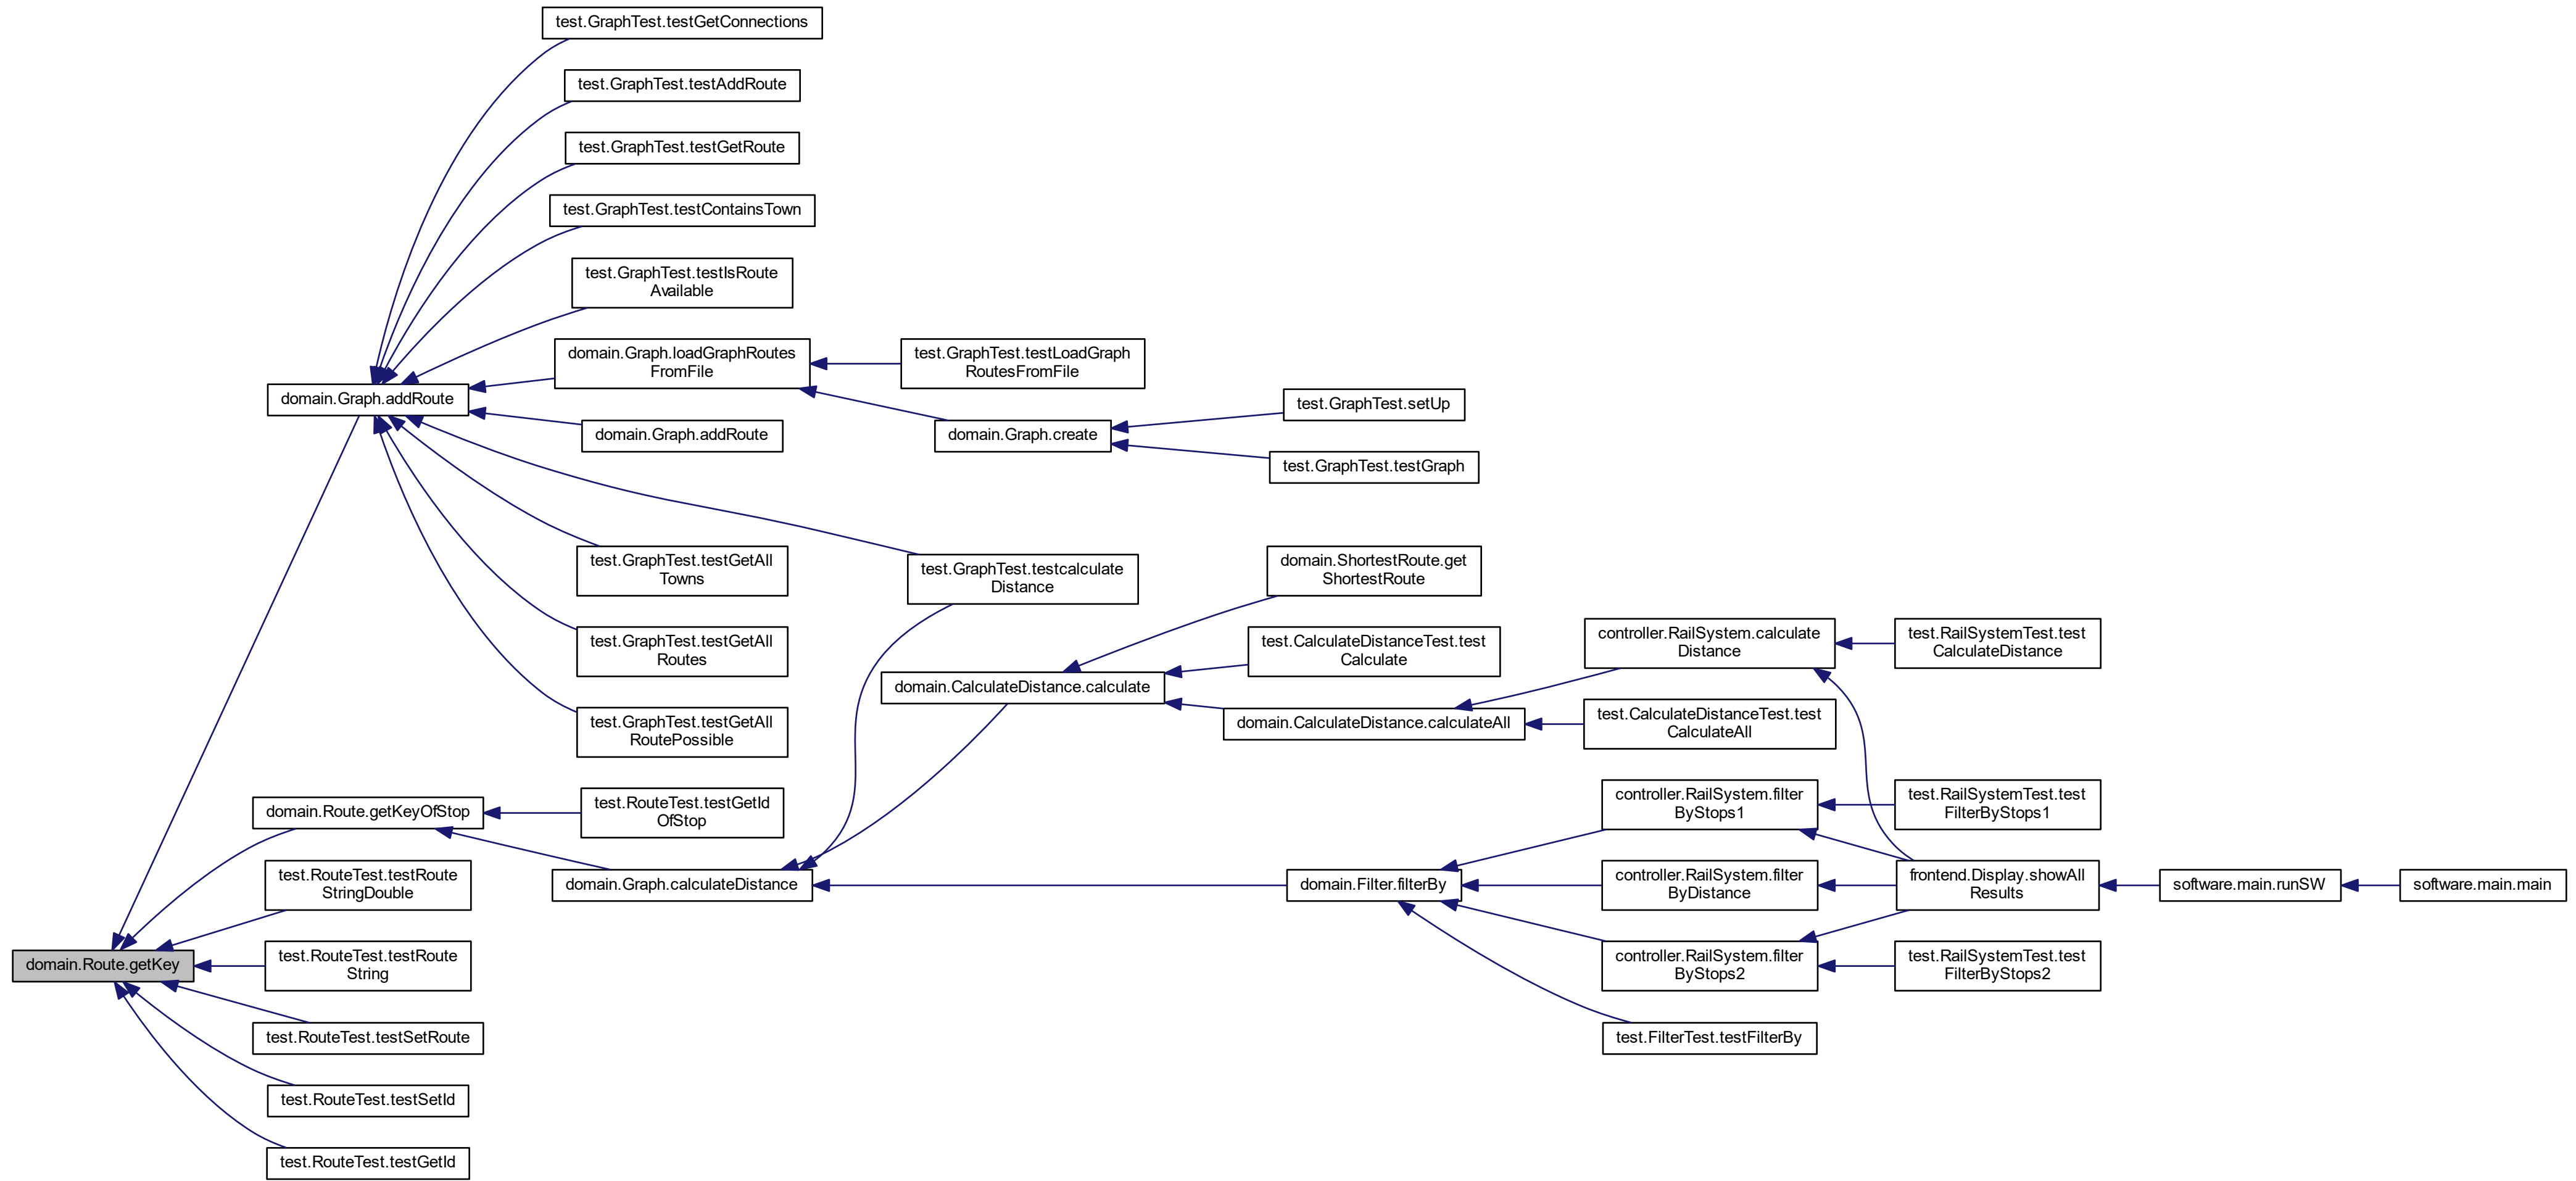 test.GraphTest.testGetConnections
test.GraphTest.testAddRoute
test.GraphTest.testGetRoute
test.GraphTest.testContainsTown
test.GraphTest.testIsRoute
Available
domain.Graph.loadGraphRoutes
FromFile
test.GraphTest.testLoadGraph
RoutesFromFile
domain.Graph.addRoute
test.GraphTest.setUp
domain.Graph.addRoute
domain.Graph.create
test.GraphTest.testGraph
test.GraphTest.testGetAll
Towns
test.GraphTest.testcalculate
Distance
domain.ShortestRoute.get
ShortestRoute
test.GraphTest.testGetAll
Routes
test.CalculateDistanceTest.test
Calculate
controller.RailSystem.calculate
Distance
test.RailSystemTest.test
CalculateDistance
domain.CalculateDistance.calculate
test.GraphTest.testGetAll
RoutePossible
domain.CalculateDistance.calculateAll
test.CalculateDistanceTest.test
CalculateAll
domain.Route.getKeyOfStop
test.RouteTest.testGetId
OfStop
controller.RailSystem.filter
ByStops1
test.RailSystemTest.test
FilterByStops1
test.RouteTest.testRoute
StringDouble
domain.Graph.calculateDistance
domain.Filter.filterBy
controller.RailSystem.filter
ByDistance
frontend.Display.showAll
Results
software.main.runSW
software.main.main
domain.Route.getKey
test.RouteTest.testRoute
String
controller.RailSystem.filter
ByStops2
test.RailSystemTest.test
FilterByStops2
test.RouteTest.testSetRoute
test.FilterTest.testFilterBy
test.RouteTest.testSetId
test.RouteTest.testGetId